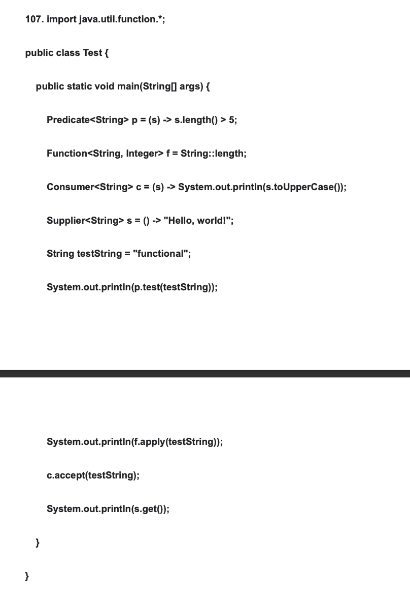 107. Import java.util.function.*;
public class Test {
public static void main(String[] args) {
Predicate<String> p = (s) -> s.length() > 5;
Function<String, Integer> f = String::length;
Consumer<String> c = (s) -> System.out.println(s.toUpperCase());
Supplier<String> s = () -> "Hello, world!";
String testString = "functional";
System.out.println(p.test(testString));
System.out.println(f.apply(testString));
c.accept(testString);
System.out.println(s.get());
}
}